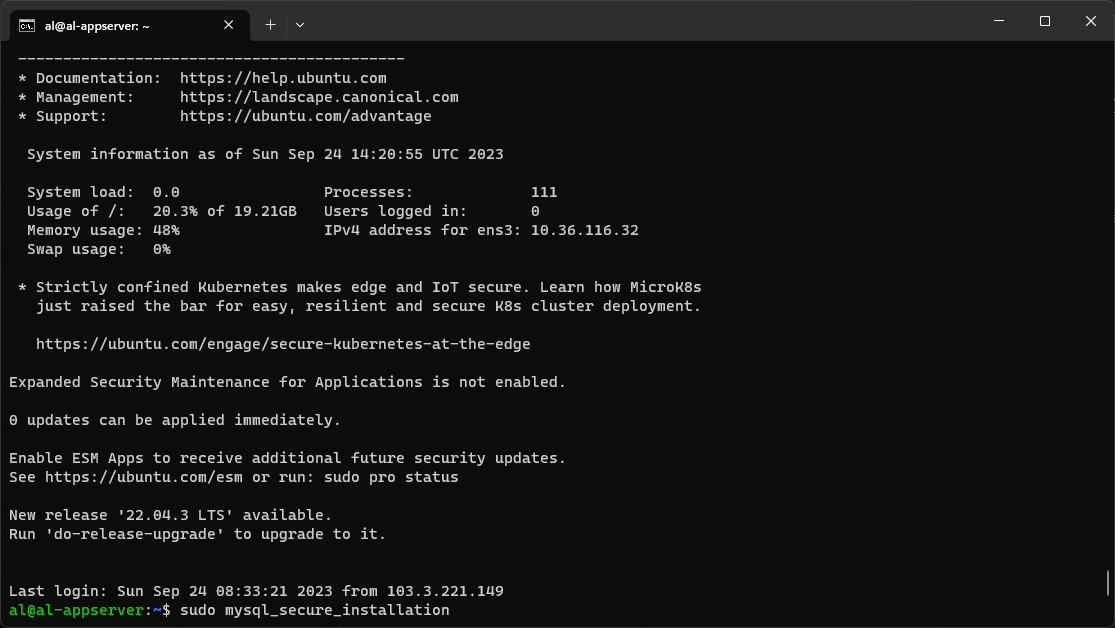 al@al-appserver: ~
------------------------------------------
* Documentation:  https://help.ubuntu.com
* Management:     https://landscape.canonical.com
* Support:        https://ubuntu.com/advantage
System information as of Sun Sep 24 14:20:55 UTC 2023
System load:  0.0                Processes:             111
Usage of /:   20.3% of 19.21GB   Users logged in:       0
Memory usage: 48%                IPv4 address for ens3: 10.36.116.32
Swap usage:   0%
* Strictly confined Kubernetes makes edge and IoT secure. Learn how MicroK8s
just raised the bar for easy, resilient and secure K8s cluster deployment.
https://ubuntu.com/engage/secure-kubernetes-at-the-edge
Expanded Security Maintenance for Applications is not enabled.
0 updates can be applied immediately.
Enable ESM Apps to receive additional future security updates.
See https://ubuntu.com/esm or run: sudo pro status
New release '22.04.3 LTS' available.
Run 'do-release-upgrade' to upgrade to it.
Last login: Sun Sep 24 08:33:21 2023 from 103.3.221.149
al@al-appserver:~$ sudo mysql_secure_installation